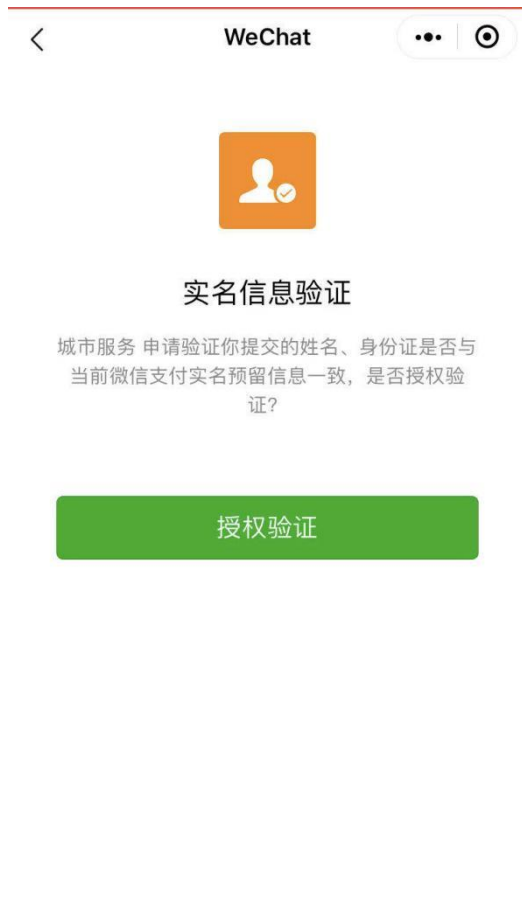 WeChat
实名信息验证
城市服务 申请验证你提交的姓名、身份证是否与
当前微信支付实名预留信息一致，是否授权验
证?
授权验证